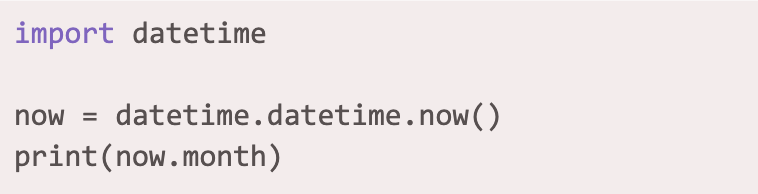 import datetime
now = datetime.datetime.now()
print(now.month)